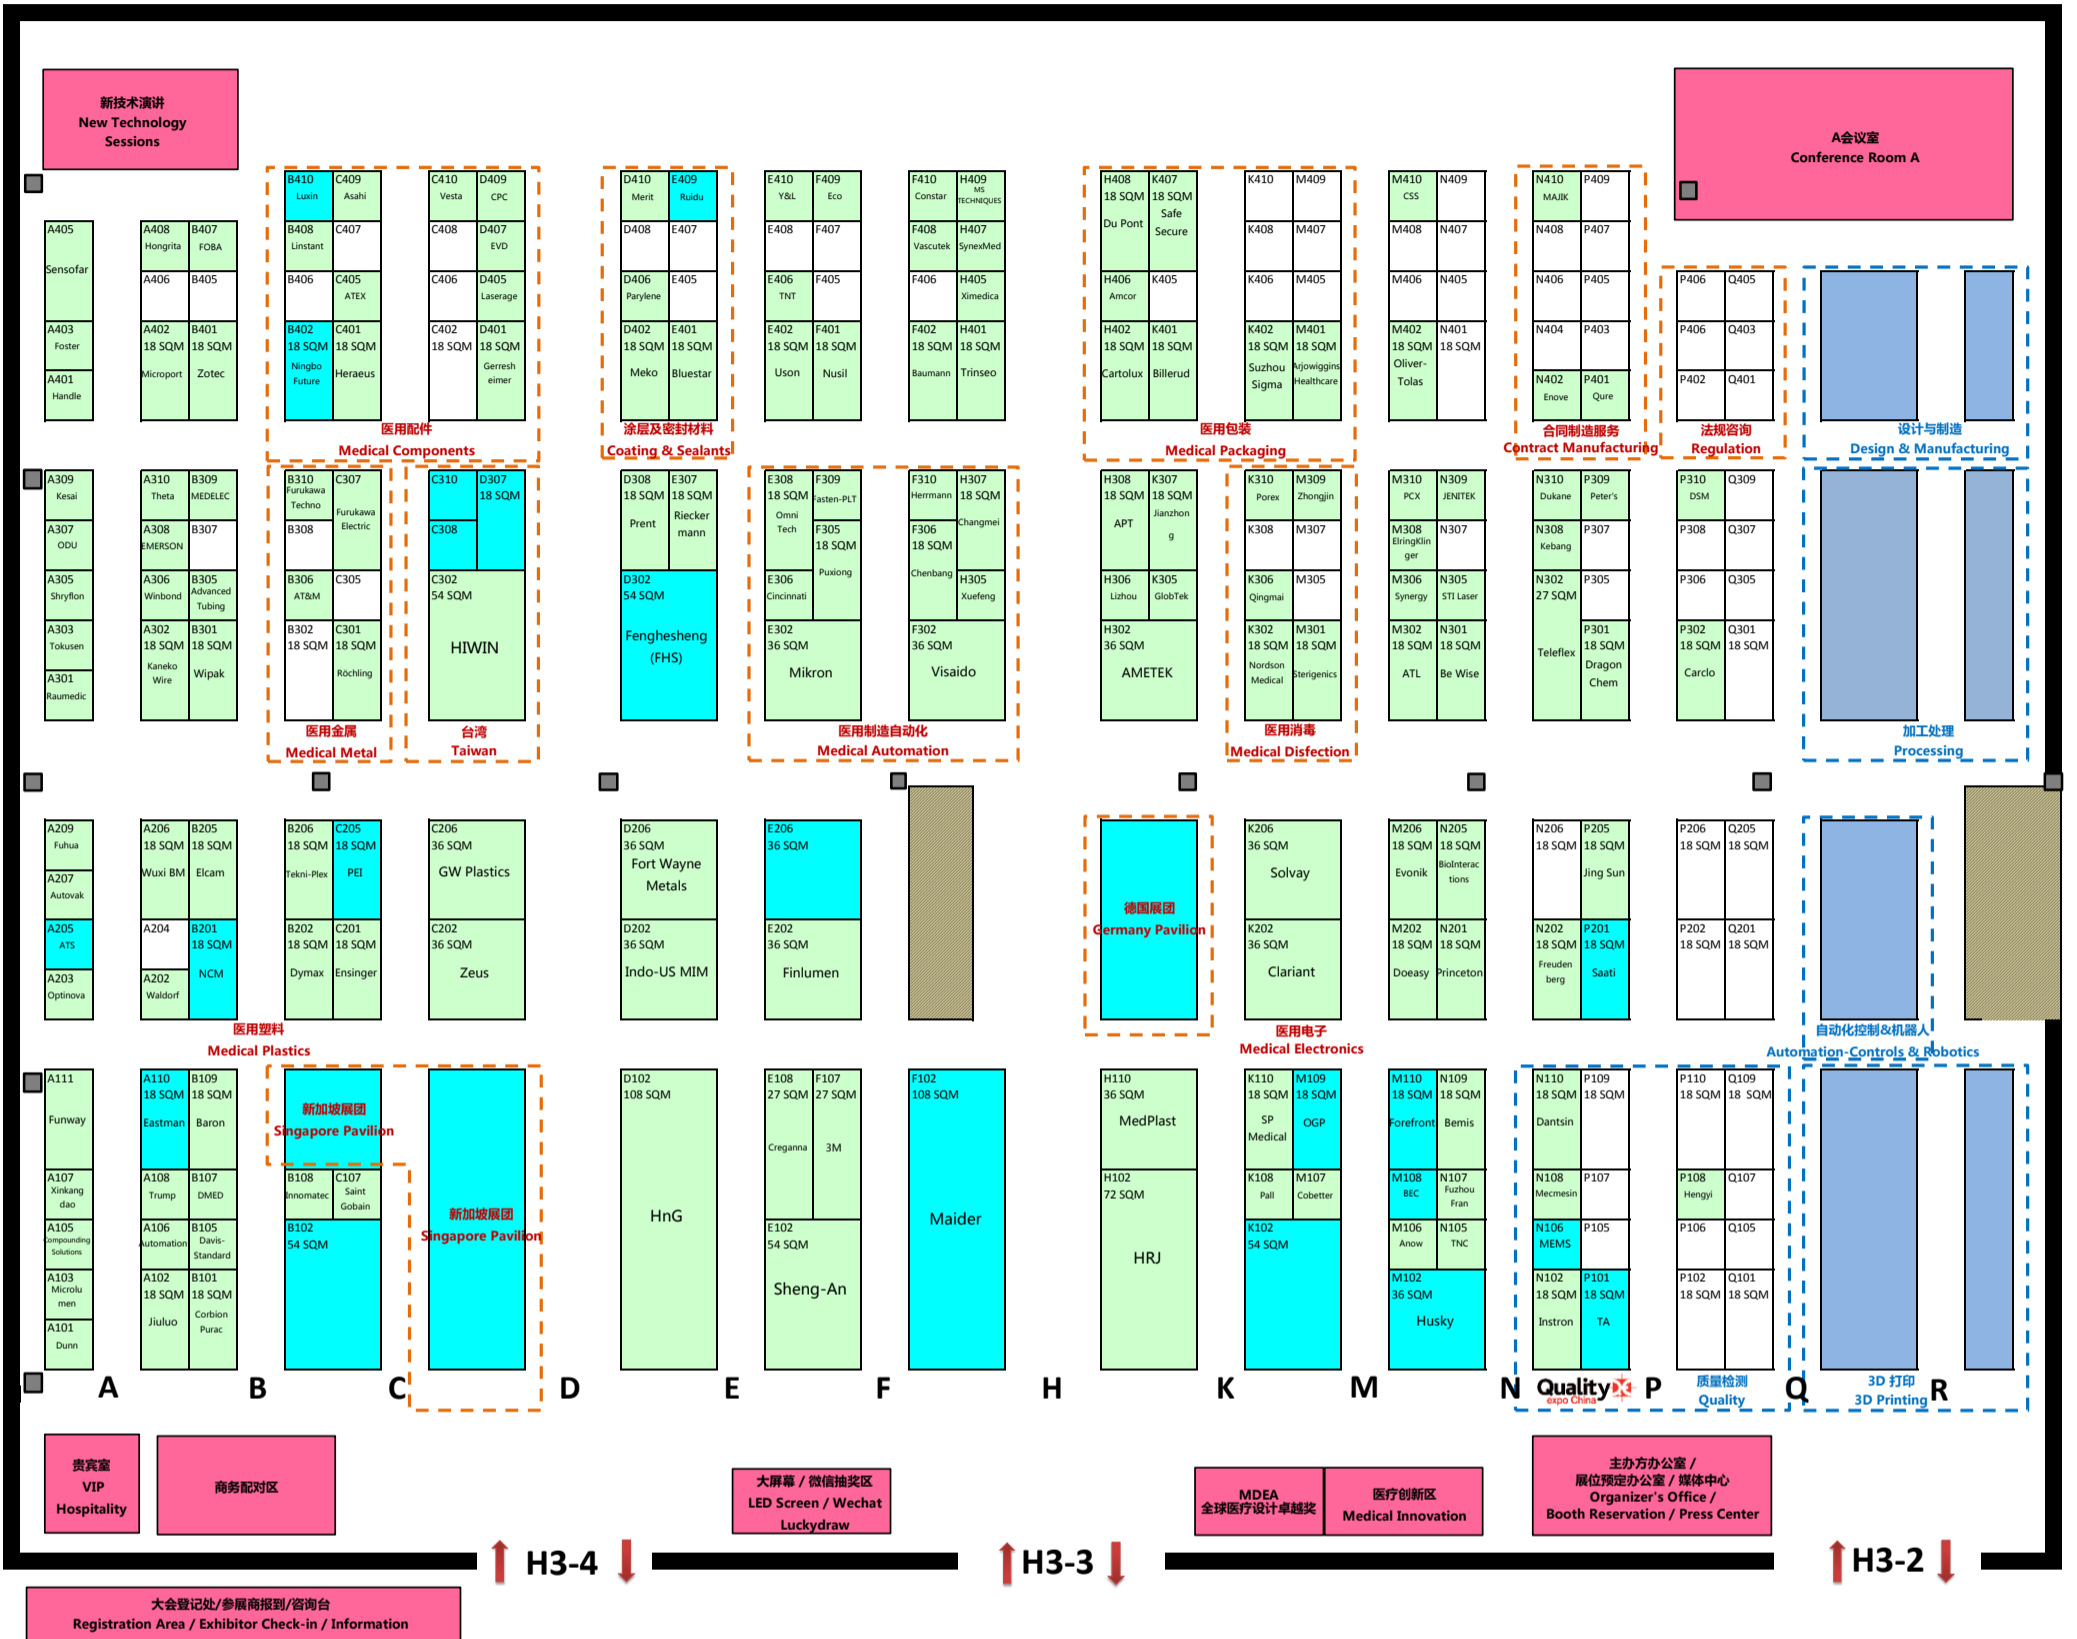 新技术演讲
New Technology
Sessions
A会议室
Conference Room A
A405
Sensofar
A403
Foster
A401
Handle
A408
Hongrita
B407
FOBA
A406
B405
A402
18 SQM
Microport
B401
18 SQM
Zotec
B410
Luxin
C409
Asahi
B408
Linstant
C407
B406
C405
ATEX
B402
18 SQM
Ningbo
Future
C401
18 SQM
Heraeus
C410
Vesta
D409
CPC
C408
D407
EVD
C406
D405
Laserage
C402
18 SQM
D401
18 SQM
Gerresh
eimer
医用配件
Medical Components
D410
Merit
E409
Ruidu
D408
E407
D406
Parylene
E405
D402
18 SQM
Meko
E401
18 SQM
Bluestar
涂层及密封材料
Coating & Sealants
E410
Y&L
F409
Eco
E408
F407
E406
TNT
F405
E402
18 SQM
Uson
F401
18 SQM
Nusil
F410
Constar
H409
MS
TECHNIQUES
F408
Vascutek
H407
SynexMed
F406
H405
Ximedica
F402
18 SQM
Baumann
H401
18 SQM
Trinseo
H408
18 SQM
Du Pont
K407
18 SQM
Safe
Secure
H406
Amcor
K405
H402
18 SQM
Cartolux
K401
18 SQM
Billerud
K410
M409
K408
M407
K406
M405
K402
18 SQM
Suzhou
Sigma
M401
18 SQM
Arjowiggins
Healthcare
医用包装
Medical Packaging
M410
CSS
N409
M408
N407
M406
N405
M402
18 SQM
Oliver-
Tolas
N401
18 SQM
N410
MAJIK
P409
N408
P407
N406
P405
N404
P403
N402
Enove
P401
Qure
合同制造服务
Contract Manufacturing
P406
Q405
P406
Q403
P402
Q401
法规咨询
Regulation
设计与制造
Design & Manufacturing
A309
Kesai
A307
ODU
A305
Shryflon
A303
Tokusen
A301
Raumedic
A310
Theta
B309
MEDELEC
A308
EMERSON
B307
A306
Winbond
B305
Advanced
Tubing
A302
18 SQM
Kaneko
Wire
B301
18 SQM
Wipak
B310
Furukawa
Techno
C307
Furukawa
Electric
B308
B306
AT&M
C305
B302
18 SQM
C301
18 SQM
Röchling
医用金属
Medical Metal
C310
D307
18 SQM
C308
C302
54 SQM
HIWIN
台湾
Taiwan
D308
18 SQM
Prent
E307
18 SQM
Riecker
mann
D302
54 SQM
Fenghesheng
(FHS)
E308
18 SQM
Omni
Tech
F309
Fasten-PLT
F305
18 SQM
Puxiong
E306
Cincinnati
E302
36 SQM
Mikron
F310
Herrmann
H307
18 SQM
Changmei
F306
18 SQM
Chenbang
H305
Xuefeng
F302
36 SQM
Visaido
医用制造自动化
Medical Automation
H308
18 SQM
APT
K307
18 SQM
Jianzhon
g
H306
Lizhou
K305
GlobTek
H302
36 SQM
AMETEK
K310
Porex
M309
Zhongjin
K308
M307
K306
Qingmai
M305
K302
18 SQM
Nordson
Medical
M301
18 SQM
Sterigenics
医用消毒
Medical Disfection
M310
PCX
N309
JENITEK
M308
ElringKlin
ger
N307
M306
Synergy
N305
STI Laser
M302
18 SQM
ATL
N301
18 SQM
Be Wise
N310
Dukane
P309
Peter's
N308
Kebang
P307
N302
27 SQM
Teleflex
P305
P301
18 SQM
Dragon
Chem
P310
DSM
Q309
P308
Q307
P306
Q305
P302
18 SQM
Carclo
Q301
18 SQM
加工处理
Processing
A209
Fuhua
A207
Autovak
A205
ATS
A203
Optinova
A206
18 SQM
Wuxi BM
B205
18 SQM
Elcam
A204
B201
18 SQM
NCM
A202
Waldorf
B206
18 SQM
Tekni-Plex
C205
18 SQM
PEI
B202
18 SQM
Dymax
C201
18 SQM
Ensinger
C206
36 SQM
GW Plastics
C202
36 SQM
Zeus
医用塑料
Medical Plastics
D206
36 SQM
Fort Wayne
Metals
D202
36 SQM
Indo-US MIM
E206
36 SQM
E202
36 SQM
Finlumen
德国展团
Germany Pavilion
K206
36 SQM
Solvay
K202
36 SQM
Clariant
医用电子
Medical Electronics
M206
18 SQM
Evonik
N205
18 SQM
BioInterac
tions
M202
18 SQM
Doeasy
N201
18 SQM
Princeton
N206
18 SQM
P205
18 SQM
Jing Sun
N202
18 SQM
Freuden
berg
P201
18 SQM
Saati
P206
18 SQM
Q205
18 SQM
P202
18 SQM
Q201
18 SQM
自动化控制&机器人
Automation-Controls & Robotics
A111
Funway
A107
Xinkang
dao
A105
Compounding
Solutions
A103
Microlu
men
A101
Dunn
A110
18 SQM
Eastman
B109
18 SQM
Baron
A108
Trump
B107
DMED
A106
Automation
B105
Davis-
Standard
A102
18 SQM
Jiuluo
B101
18 SQM
Corbion
Purac
新加坡展团
Singapore Pavilion
B108
Innomatec
C107
Saint
Gobain
B102
54 SQM
新加坡展团
Singapore Pavilion
D102
108 SQM
HnG
E108
27 SQM
Creganna
F107
27 SQM
3M
E102
54 SQM
Sheng-An
F102
108 SQM
Maider
H110
36 SQM
MedPlast
H102
72 SQM
HRJ
K110
18 SQM
SP
Medical
M109
18 SQM
OGP
K108
Pall
M107
Cobetter
K102
54 SQM
M110
18 SQM
Forefront
N109
18 SQM
Bemis
M108
BEC
N107
Fuzhou
Fran
M106
Anow
N105
TNC
M102
36 SQM
Husky
N110
18 SQM
Dantsin
P109
18 SQM
N108
Mecmesin
P107
N106
MEMS
P105
N102
18 SQM
Instron
P101
18 SQM
TA
P110
18 SQM
Q109
18 SQM
P108
Hengyi
Q107
P106
Q105
P102
18 SQM
Q101
18 SQM
A B C D E F H K M N P Q R
Quality X
expo China
质量检测
Quality
3D 打印
3D Printing
贵宾室
VIP
Hospitality
商务配对区
大屏幕 / 微信抽奖区
LED Screen / Wechat
Luckydraw
MDEA
全球医疗设计卓越奖
医疗创新区
Medical Innovation
主办方办公室 /
展位预定办公室 / 媒体中心
Organizer's Office /
Booth Reservation / Press Center
H3-4
H3-3
H3-2
大会登记处/参展商报到/咨询台
Registration Area / Exhibitor Check-in / Information